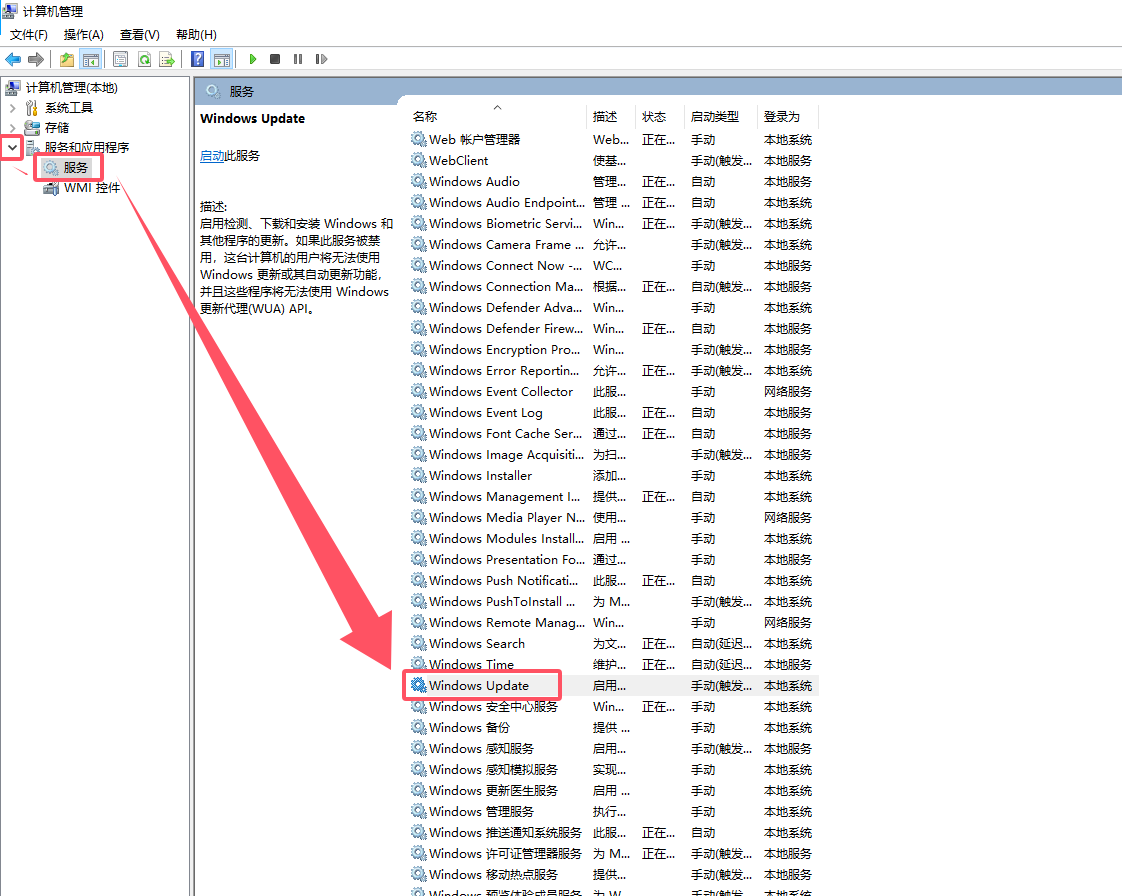 计算机管理
文件(F) 操作(A) 查看(V) 帮助(H)
计算机管理(本地)
系统工具
存储
服务和应用程序
服务
WMI 控件
服务
Windows Update
启动此服务
描述:
启用检测、下载和安装 Windows 和
其他程序的更新。如果此服务被禁
用，这台计算机的用户将无法使用
Windows 更新或其自动更新功能，
并且这些程序将无法使用 Windows
更新代理(WUA) API。
名称 描述 状态 启动类型 登录为
Web 帐户管理器 Web... 正在... 手动 本地系统
WebClient 使基... 手动(触发... 本地服务
Windows Audio 管理... 正在... 自动 本地服务
Windows Audio Endpoint... 管理 ... 正在... 自动 本地系统
Windows Biometric Servi... Win... 正在... 手动(触发... 本地系统
Windows Camera Frame ... 允许... 手动(触发... 本地系统
Windows Connect Now -... WC... 手动 本地服务
Windows Connection Ma... 根据... 正在... 自动(触发... 本地服务
Windows Defender Adva... Win... 手动(触发... 本地系统
Windows Defender Firew... Win... 正在... 自动 本地服务
Windows Encryption Pro... Win... 手动(触发... 本地服务
Windows Error Reportin... 允许... 正在... 手动(触发... 本地系统
Windows Event Collector 此服... 手动 网络服务
Windows Event Log 此服... 正在... 自动 本地服务
Windows Font Cache Ser... 通过... 正在... 自动 本地服务
Windows Image Acquisiti... 为扫... 手动(触发... 本地服务
Windows Installer 添加... 手动 本地系统
Windows Management I... 提供... 正在... 自动 本地系统
Windows Media Player N... 使用... 手动 网络服务
Windows Modules Install... 启用 ... 手动 本地系统
Windows Presentation Fo... 通过... 手动 本地服务
Windows Push Notificati... 此服... 正在... 自动 本地系统
Windows PushToInstall ... 为 M... 手动(触发... 本地系统
Windows Remote Manag... Win... 手动 网络服务
Windows Search 为文... 正在... 自动(延迟... 本地系统
Windows Time 维护... 正在... 自动(延迟... 本地服务
Windows Update 启用... 手动(触发... 本地系统
Windows 安全中心服务 Win... 正在... 手动 本地系统
Windows 备份 提供 ... 手动 本地系统
Windows 感知服务 启用... 手动(触发... 本地服务
Windows 感知模拟服务 实现... 手动 本地系统
Windows 更新医生服务 启用 ... 手动 本地系统
Windows 管理服务 执行... 手动 本地系统
Windows 推送通知系统服务 此服... 正在... 自动 本地系统
Windows 许可证管理器服务 为 M... 正在... 手动(触发... 本地服务
Windows 移动热点服务 提供... 手动(触发... 本地服务
Windows 预览体验成员服务 为 W... 手动(触发... 本地系统